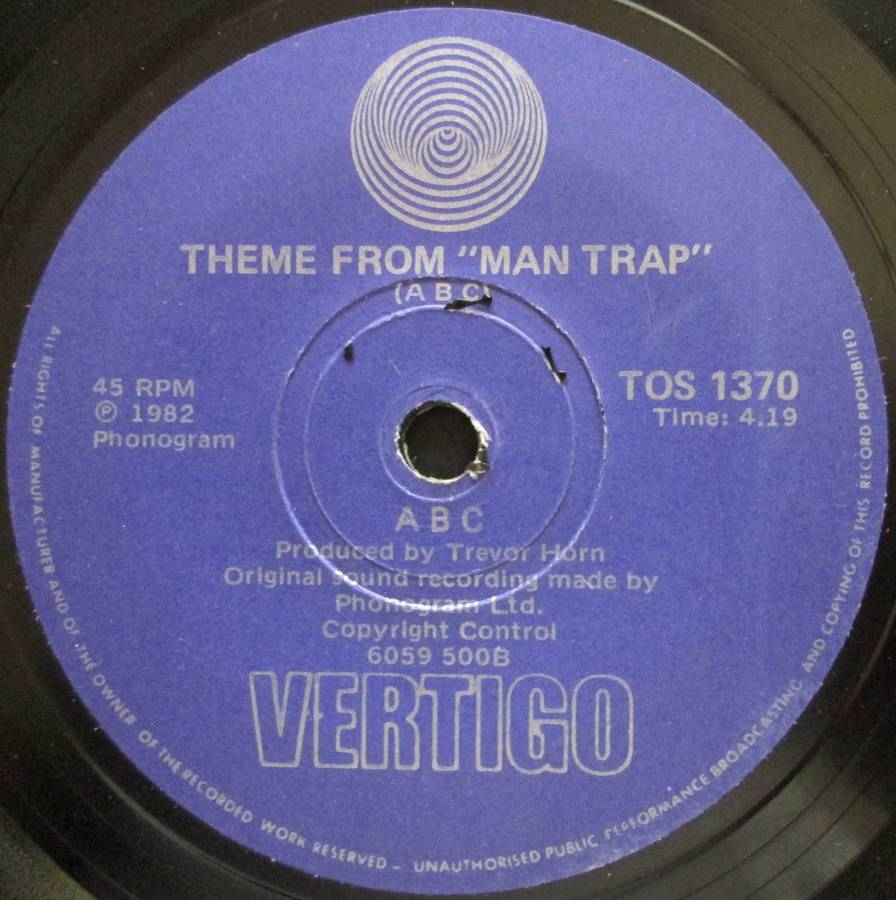 THEME FROM "MAN TRAP"
(A B C)
45 RPM
Ⓟ 1982
Phonogram
TOS 1370
Time: 4.19
A B C
Produced by Trevor Horn
Original sound recording made by
Phonogram Ltd.
Copyright Control
6059 500B
VERTIGO
ALL RIGHTS OF MANUFACTURER AND OF THE OWNER OF THE RECORDED WORK RESERVED – UNAUTHORISED PUBLIC PERFORMANCE BROADCASTING AND COPYING OF THIS RECORD PROHIBITED